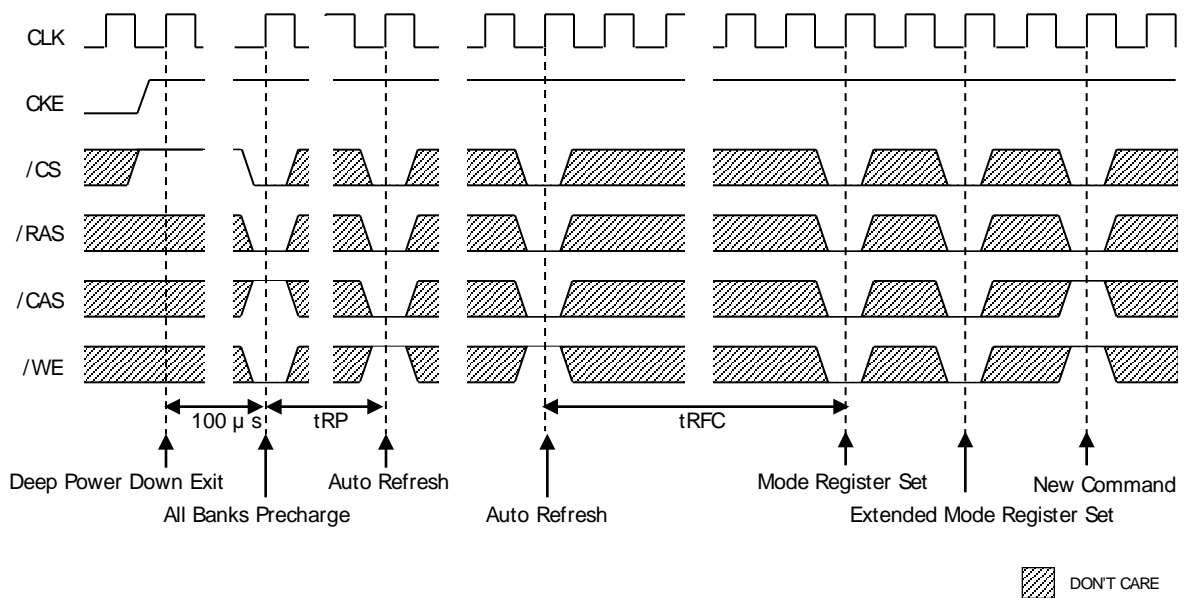 CLK
CKE
/CS
/RAS
/CAS
/WE
100 µ s
tRP
tRFC
Deep Power Down Exit
Auto Refresh
Mode Register Set
New Command
All Banks Precharge
Auto Refresh
Extended Mode Register Set
DON'T CARE